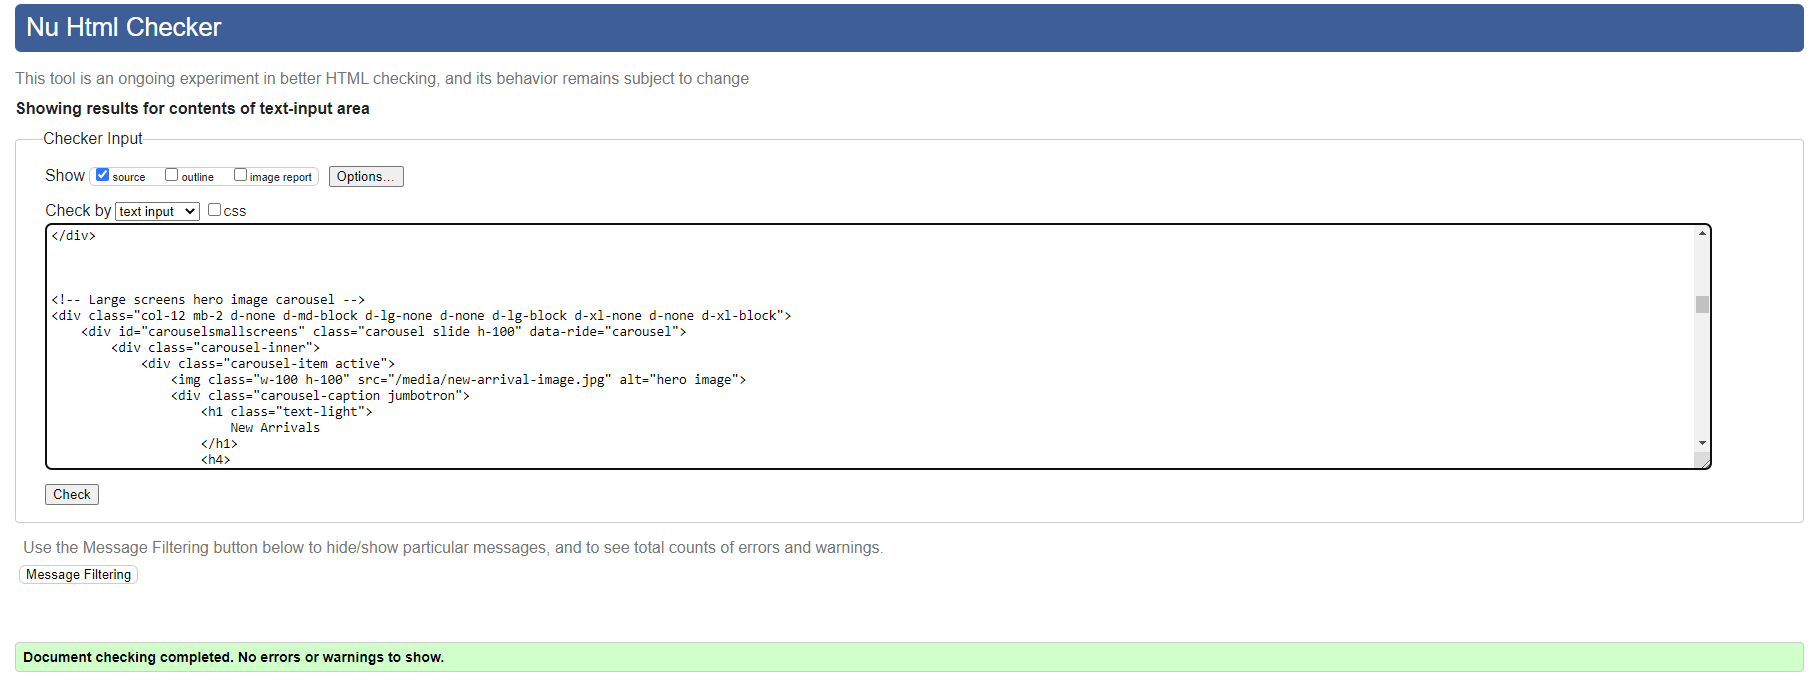 Nu Html Checker
This tool is an ongoing experiment in better HTML checking, and its behavior remains subject to change
Showing results for contents of text-input area
Checker Input
Show source outline image report Options...
Check by text input css
</div>
<!-- Large screens hero image carousel -->
<div class="col-12 mb-2 d-none d-md-block d-lg-none d-none d-lg-block d-xl-none d-none d-xl-block">
<div id="carouselsmallscreens" class="carousel slide h-100" data-ride="carousel">
<div class="carousel-inner">
<div class="carousel-item active">
<img class="w-100 h-100" src="/media/new-arrival-image.jpg" alt="hero image">
<div class="carousel-caption jumbotron">
<h1 class="text-light">
New Arrivals
</h1>
<h4>
Check
Use the Message Filtering button below to hide/show particular messages, and to see total counts of errors and warnings.
Message Filtering
Document checking completed. No errors or warnings to show.